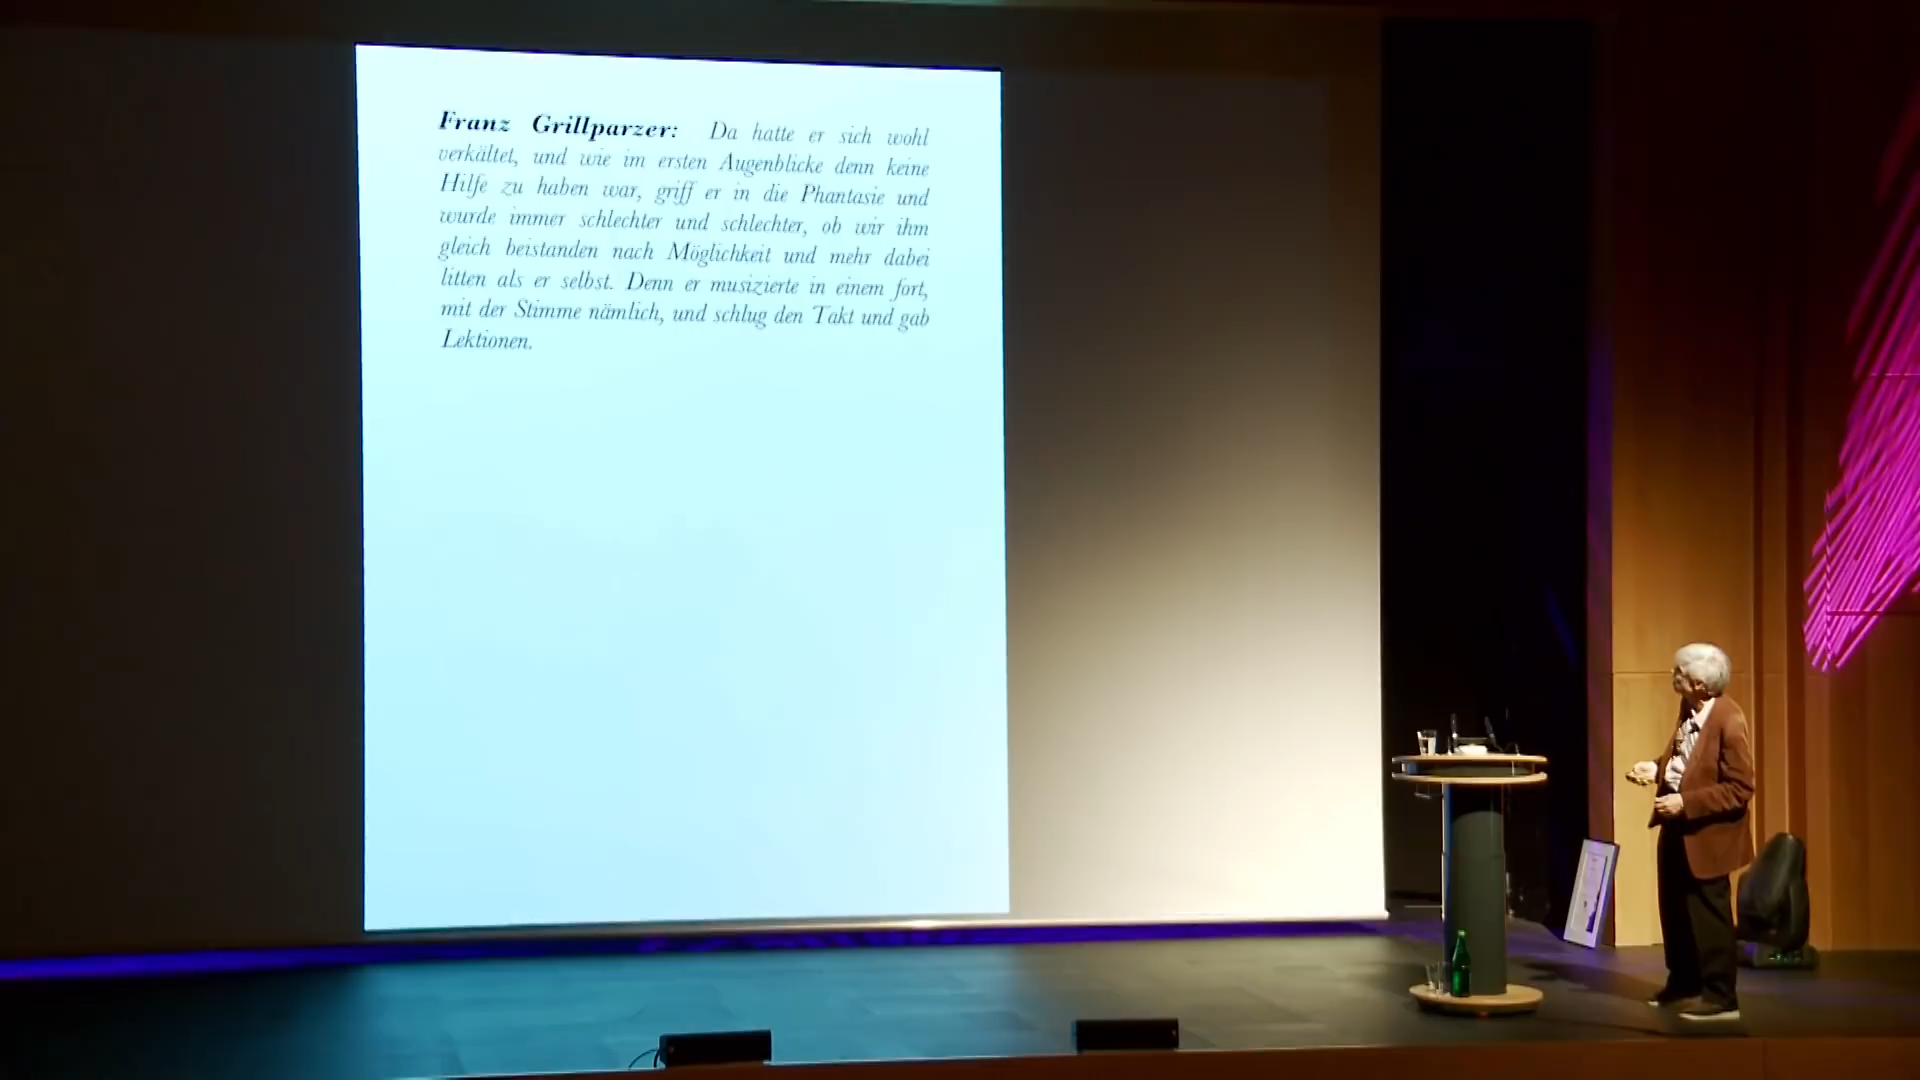 Franz Grillparzer: Da hatte er sich wohl
verkältet, und wie im ersten Augenblicke denn keine
Hilfe zu haben war, griff er in die Phantasie und
wurde immer schlechter und schlechter, ob wir ihm
gleich beistanden nach Möglichkeit und mehr dabei
litten als er selbst. Denn er musizierte in einem fort,
mit der Stimme nämlich, und schlug den Takt und gab
Lektionen.